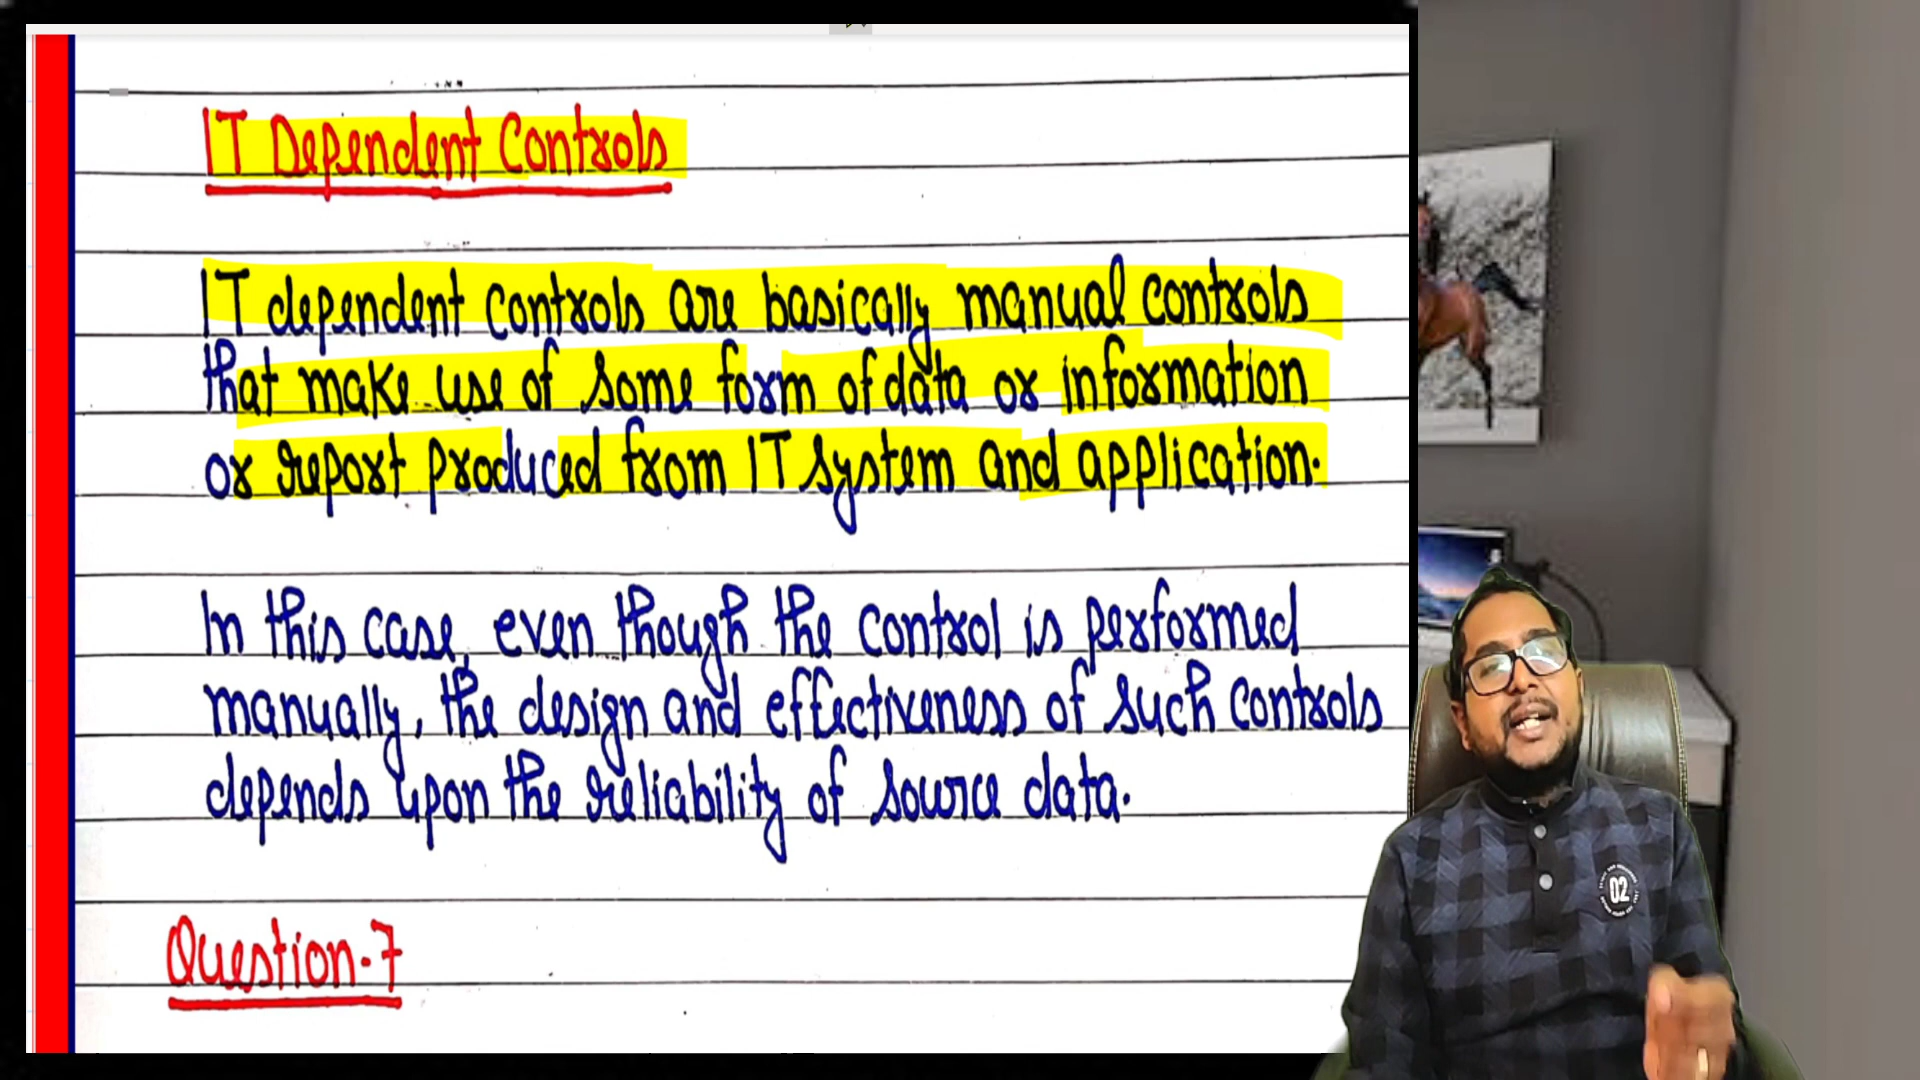 IT Dependent Controls
IT dependent controls are basically manual controls
that make use of some form of data or information
or report produced from IT system and application.
In this case, even though the control is performed
manually, the design and effectiveness of such controls
depends upon the reliability of source data.
Question-7
02